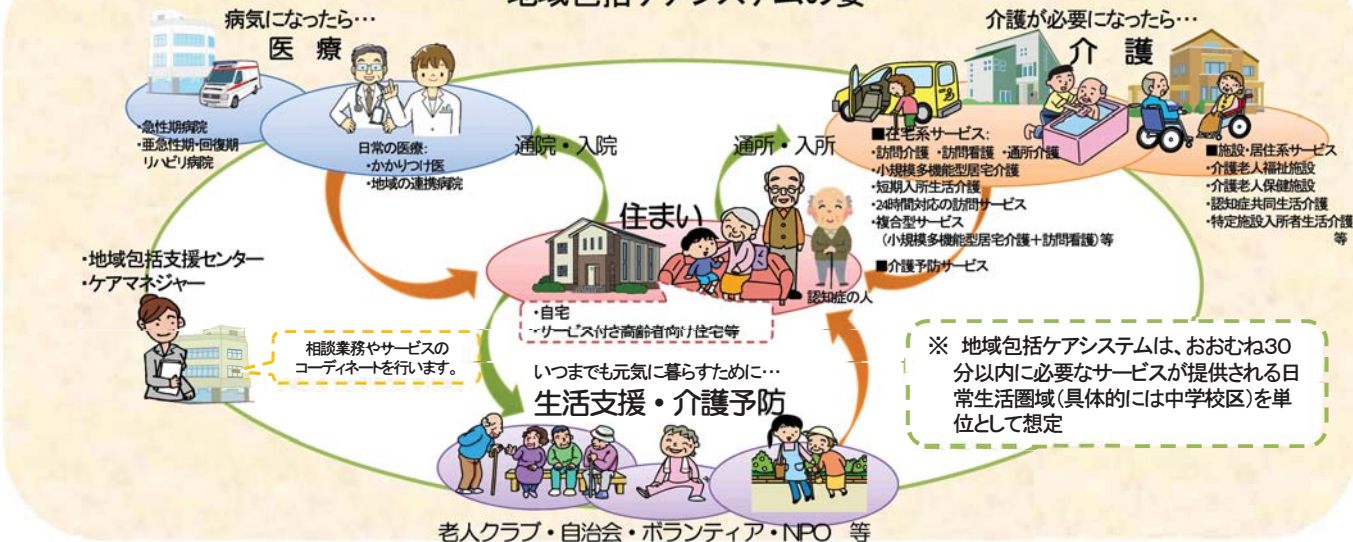 地域包括ケアシステムの姿
病気になったら…
医 療
・急性期病院
・亜急性期・回復期
リハビリ病院
日常の医療:
・かかりつけ医
・地域の連携病院
通院・入院
通所・入所
介護が必要になったら…
介 護
■在宅系サービス:
・訪問介護 ・訪問看護 ・通所介護
・小規模多機能型居宅介護
・短期入所生活介護
・24時間対応の訪問サービス
・複合型サービス
(小規模多機能型居宅介護+訪問看護)等
■介護予防サービス
■施設・居住系サービス
・介護老人福祉施設
・介護老人保健施設
・認知症共同生活介護
・特定施設入所者生活介護
等
住まい
認知症の人
・自宅
・サービス付き高齢者向け住宅等
・地域包括支援センター
・ケアマネジャー
相談業務やサービスの
コーディネートを行います。
いつまでも元気に暮らすために…
生活支援・介護予防
老人クラブ・自治会・ボランティア・NPO 等
※ 地域包括ケアシステムは、おおむね30
分以内に必要なサービスが提供される日
常生活圏域(具体的には中学校区)を単
位として想定